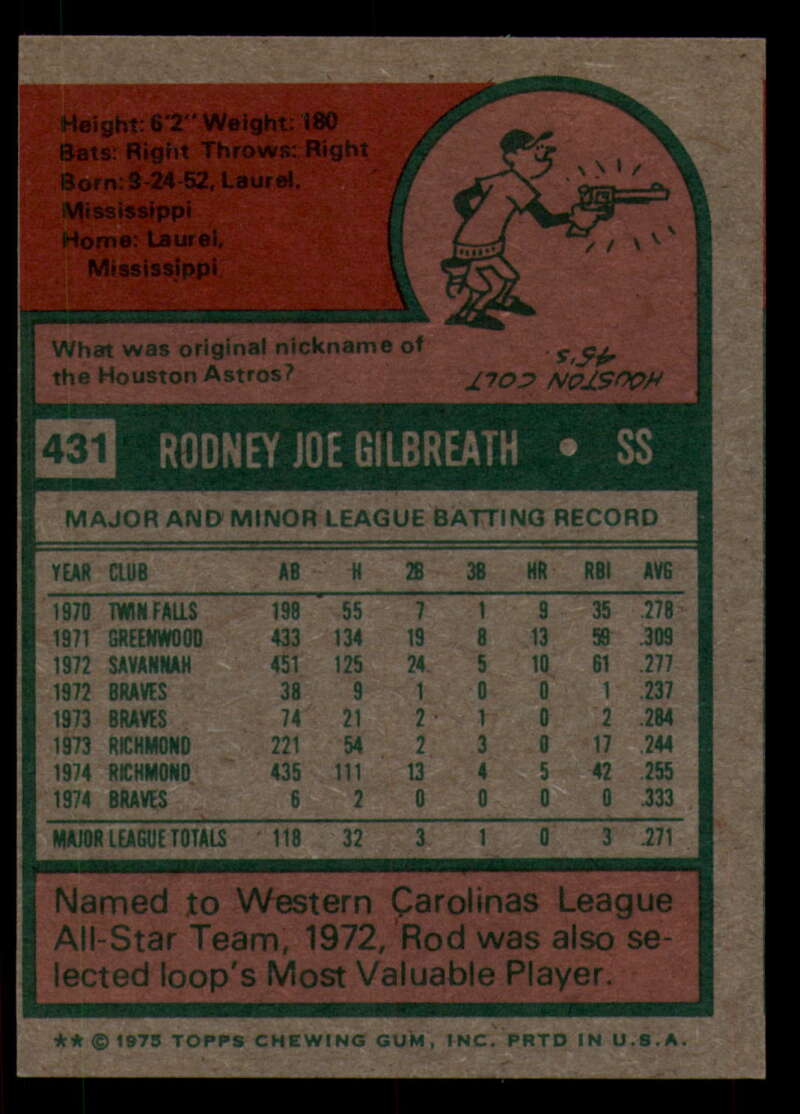 Height: 6'2" Weight: 180
Bats: Right Throws: Right
Born: 9-24-52, Laurel,
Mississippi
Home: Laurel,
Mississippi
What was original nickname of
the Houston Astros?
HOUSTON COLT
45'S.
431 RODNEY JOE GILBREATH • SS
MAJOR AND MINOR LEAGUE BATTING RECORD
YEAR CLUB AB H 2B 3B HR RBI AVG
1970 TWIN FALLS 198 55 7 1 9 35 .278
1971 GREENWOOD 433 134 19 8 13 59 .309
1972 SAVANNAH 451 125 24 5 10 61 .277
1972 BRAVES 38 9 1 0 0 1 .237
1973 BRAVES 74 21 2 1 0 2 .284
1973 RICHMOND 221 54 2 3 0 17 .244
1974 RICHMOND 435 111 13 4 5 42 .255
1974 BRAVES 6 2 0 0 0 0 .333
MAJOR LEAGUE TOTALS 118 32 3 1 0 3 .271
Named to Western Carolinas League
All-Star Team, 1972, Rod was also se-
lected loop's Most Valuable Player.
** © 1975 TOPPS CHEWING GUM, INC. PRTD IN U.S.A.